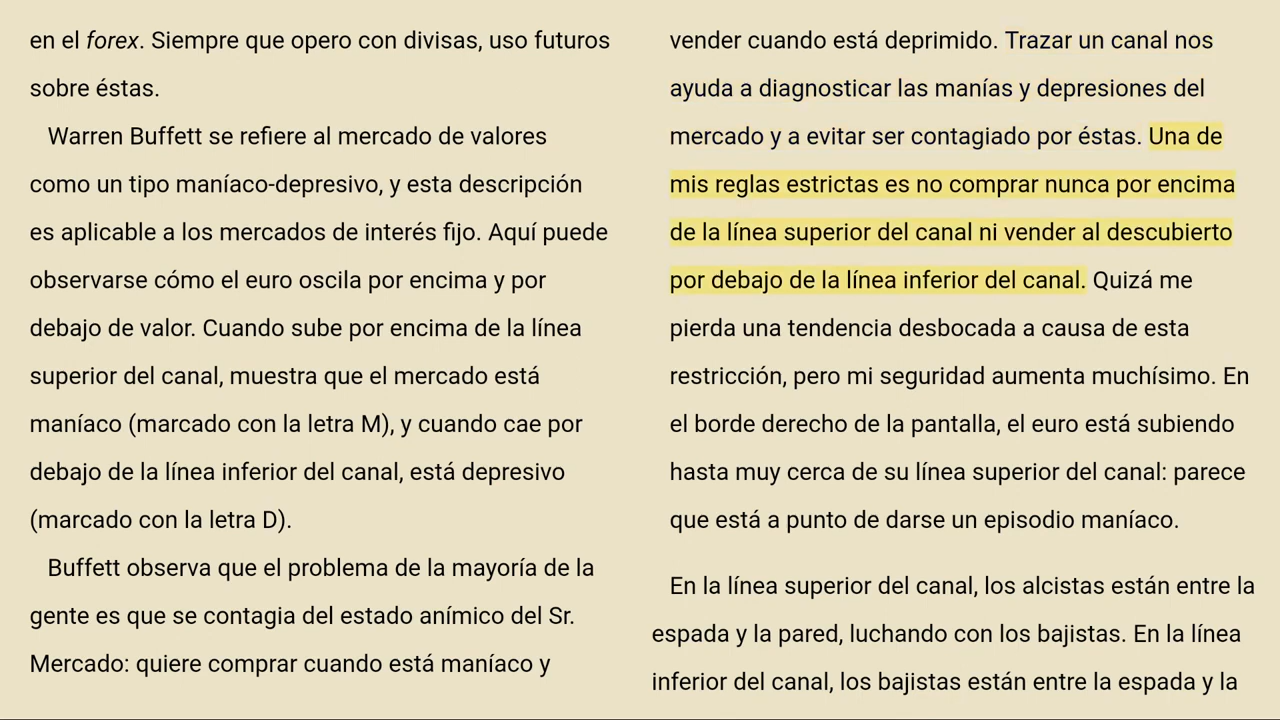 en el forex. Siempre que opero con divisas, uso futuros
sobre éstas.
Warren Buffett se refiere al mercado de valores
como un tipo maníaco-depresivo, y esta descripción
es aplicable a los mercados de interés fijo. Aquí puede
observarse cómo el euro oscila por encima y por
debajo de valor. Cuando sube por encima de la línea
superior del canal, muestra que el mercado está
maníaco (marcado con la letra M), y cuando cae por
debajo de la línea inferior del canal, está depresivo
(marcado con la letra D).
Buffett observa que el problema de la mayoría de la
gente es que se contagia del estado anímico del Sr.
Mercado: quiere comprar cuando está maníaco y
vender cuando está deprimido. Trazar un canal nos
ayuda a diagnosticar las manías y depresiones del
mercado y a evitar ser contagiado por éstas. Una de
mis reglas estrictas es no comprar nunca por encima
de la línea superior del canal ni vender al descubierto
por debajo de la línea inferior del canal. Quizá me
pierda una tendencia desbocada a causa de esta
restricción, pero mi seguridad aumenta muchísimo. En
el borde derecho de la pantalla, el euro está subiendo
hasta muy cerca de su línea superior del canal: parece
que está a punto de darse un episodio maníaco.
En la línea superior del canal, los alcistas están entre la
espada y la pared, luchando con los bajistas. En la línea
inferior del canal, los bajistas están entre la espada y la